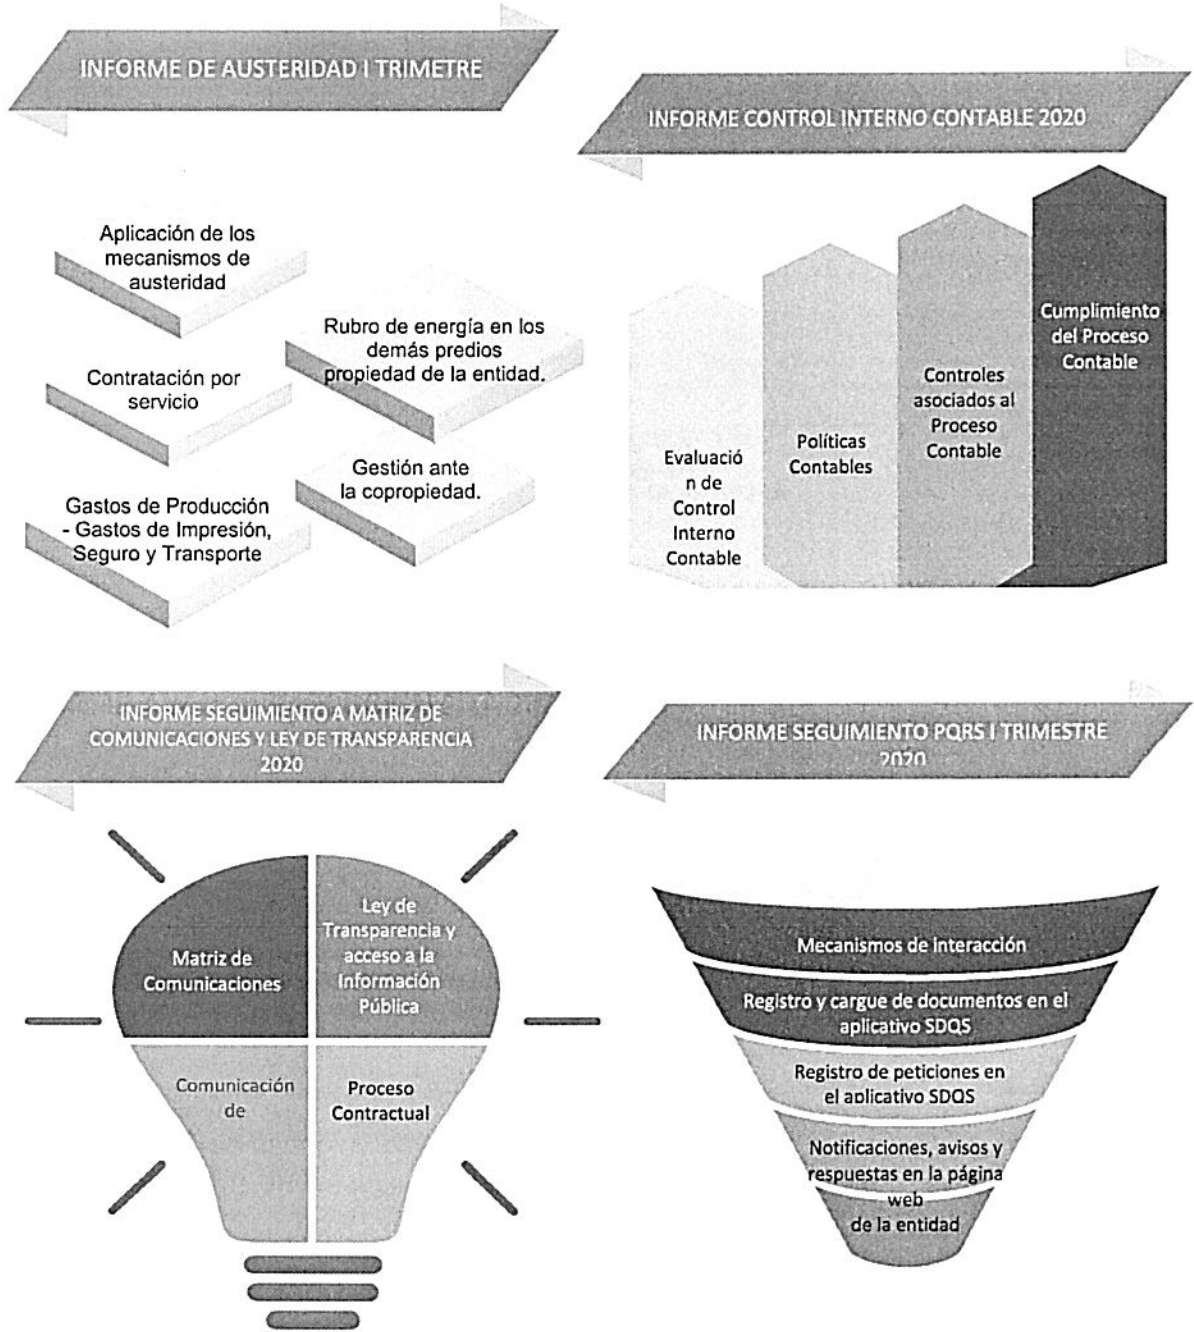 INFORME DE AUSTERIDAD I TRIMETRE
Aplicación de los
mecanismos de
austeridad
Rubro de energía en los
demás predios
propiedad de la entidad.
Contratación por
servicio
Gestión ante
la copropiedad.
Gastos de Producción
- Gastos de Impresión,
Seguro y Transporte
INFORME CONTROL INTERNO CONTABLE 2020
Evaluació
n de
Control
Interno
Contable
Políticas
Contables
Controles
asociados al
Proceso
Contable
Cumplimiento
del Proceso
Contable
INFORME SEGUIMIENTO A MATRIZ DE
COMUNICACIONES Y LEY DE TRANSPARENCIA
2020
Matriz de
Comunicaciones
Ley de
Transparencia y
acceso a la
Información
Pública
Comunicación
de
Proceso
Contractual
INFORME SEGUIMIENTO PQRS I TRIMESTRE
2020
Mecanismos de interacción
Registro y cargue de documentos en el
aplicativo SDQS
Registro de peticiones en
el aplicativo SDQS
Notificaciones, avisos y
respuestas en la página
web
de la entidad